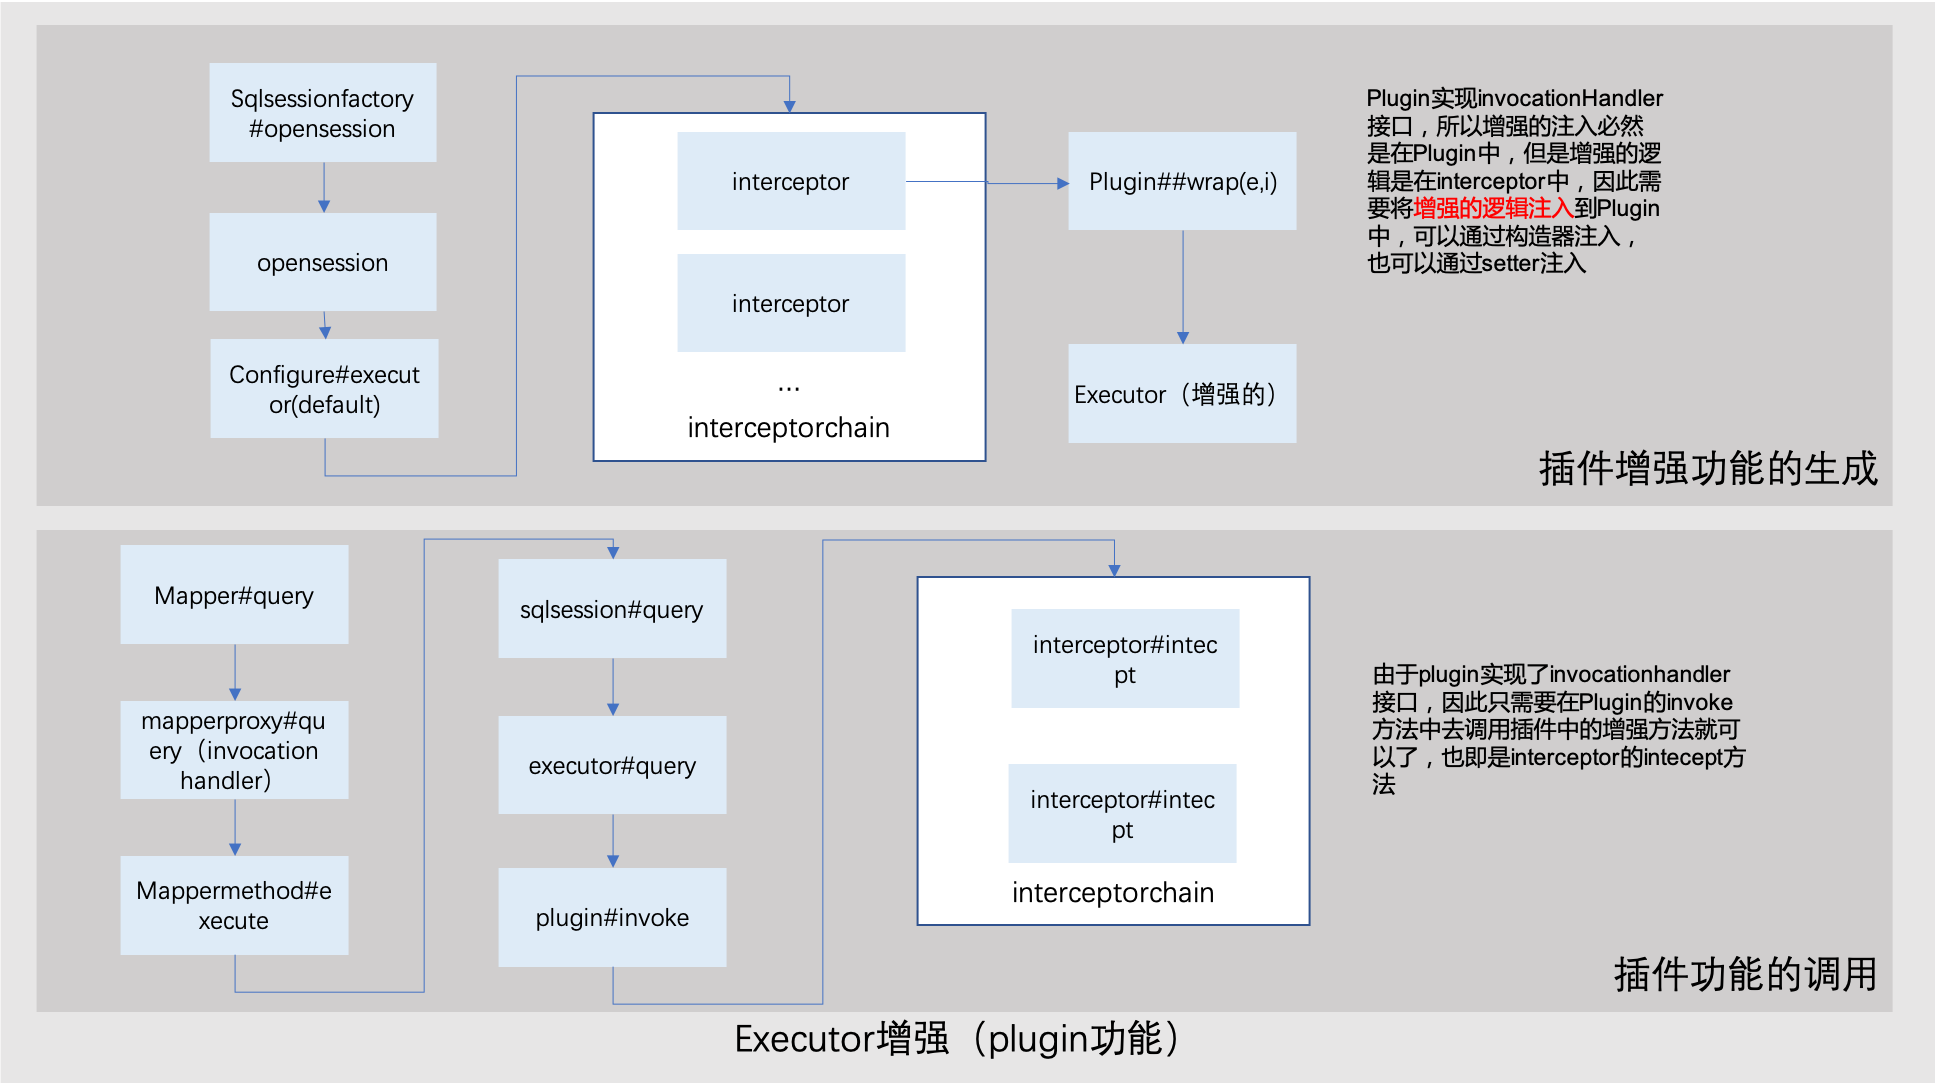 Sqlsessionfactory
#opensession
opensession
Configure#execut
or(default)
interceptor
interceptor
...
interceptorchain
Plugin##wrap(e,i)
Executor（增强的）
Plugin实现invocationHandler
接口，所以增强的注入必然
是在Plugin中，但是增强的逻
辑是在interceptor中，因此需
要将增强的逻辑注入到Plugin
中，可以通过构造器注入，
也可以通过setter注入
插件增强功能的生成
Mapper#query
mapperproxy#qu
ery（invocation
handler）
Mappermethod#e
xecute
sqlsession#query
executor#query
plugin#invoke
interceptor#intec
pt
interceptor#intec
pt
interceptorchain
由于plugin实现了invocationhandler
接口，因此只需要在Plugin的invoke
方法中去调用插件中的增强方法就可
以了，也即是interceptor的intecept方
法
插件功能的调用
Executor增强（plugin功能）